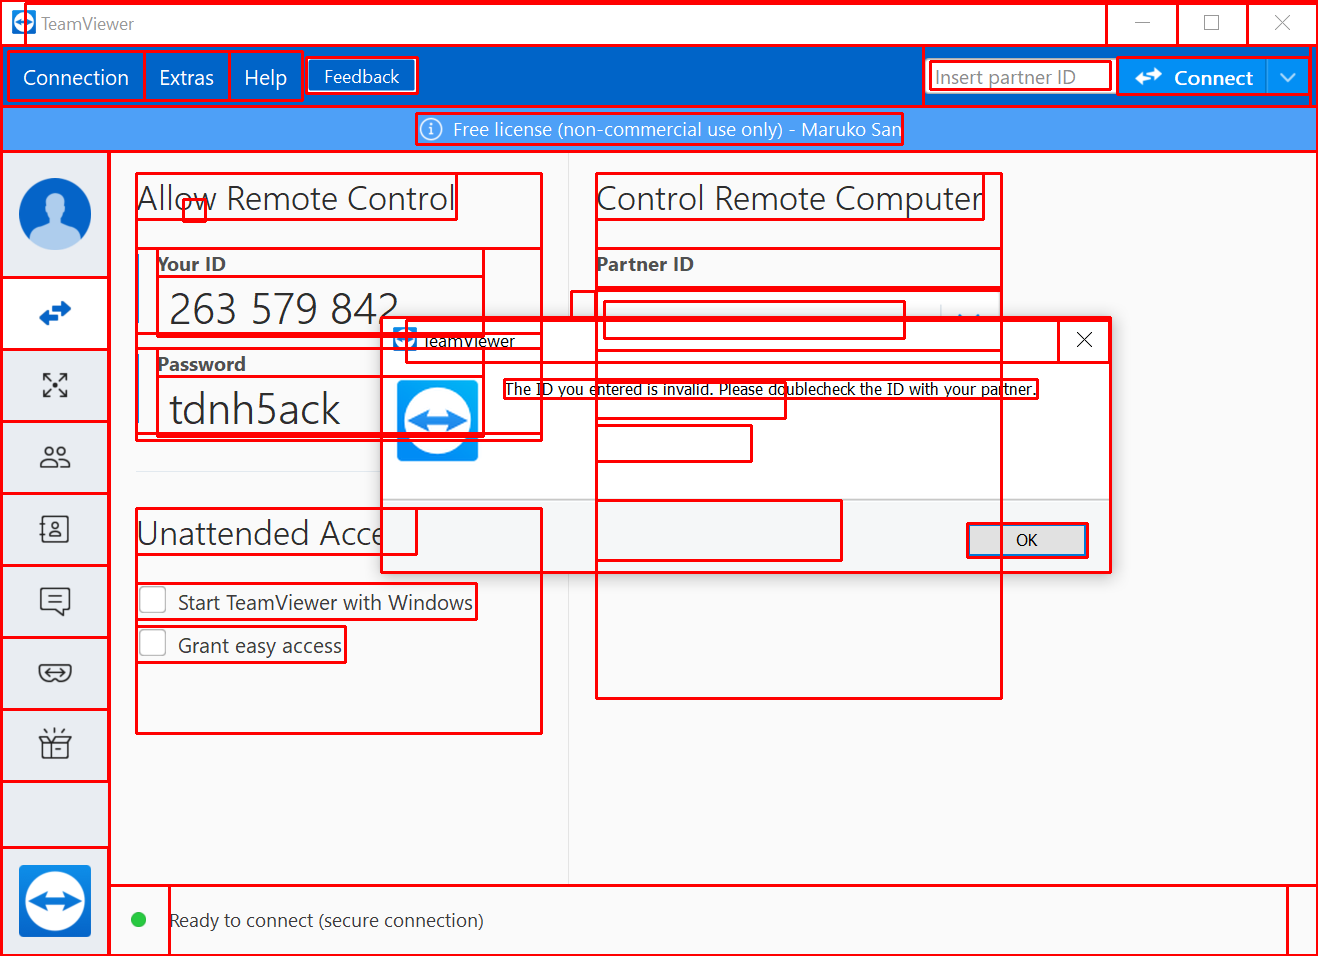 TeamViewer
Connection Extras Help Feedback
Insert partner ID
Connect
Free license (non-commercial use only) - Maruko San
Allow Remote Control
Your ID
263 579 842
Password
tdnh5ack
Unattended Acce
Start TeamViewer with Windows
Grant easy access
Control Remote Computer
Partner ID
TeamViewer
The ID you entered is invalid. Please doublecheck the ID with your partner.
OK
Ready to connect (secure connection)